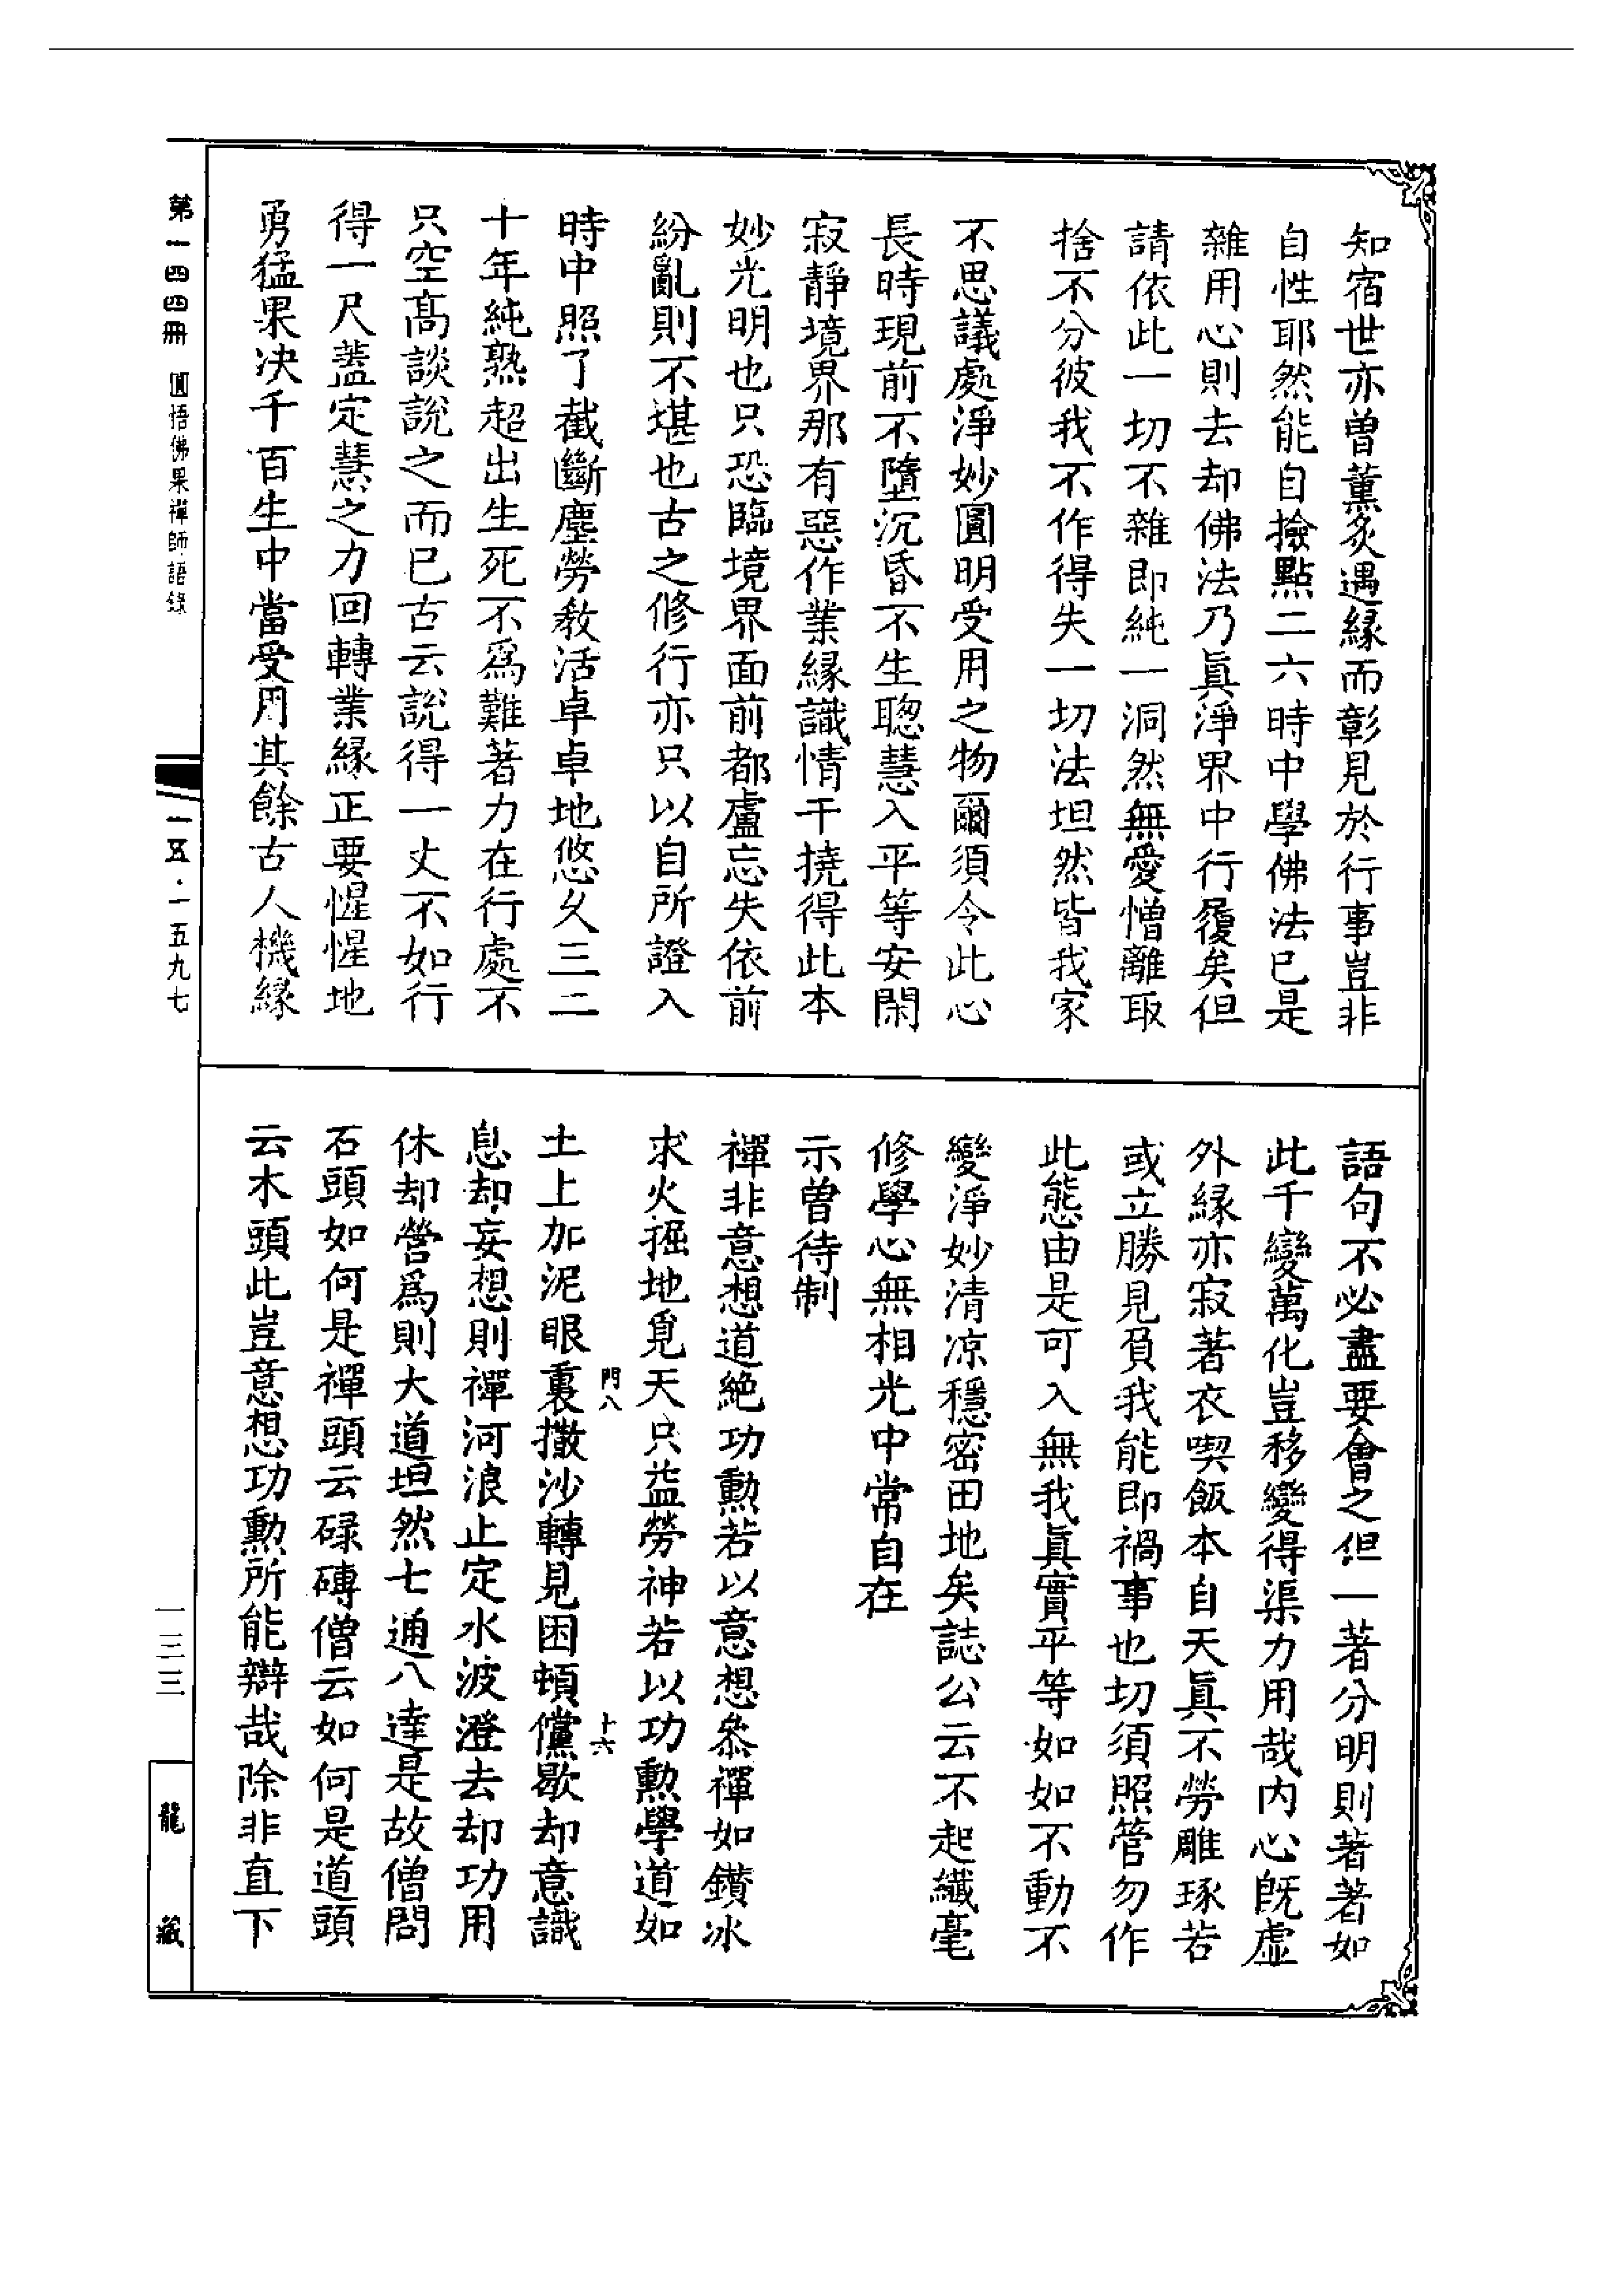 知宿世亦曾薰炙遇緣而彰見於行事豈非
自性耶然能自撿點二六時中學佛法已是
雜用心則去却佛法乃眞淨界中行履矣但
請依此一切不雜即純一洞然無愛憎離取
捨不分彼我不作得失一切法坦然皆我家
不思議處淨妙圓明受用之物爾須令此心
長時現前不墮沉昏不生聰慧入平等安閑
寂靜境界那有惡作業緣識情干撓得此本
妙光明也只恐臨境界面前都盧忘失依前
紛亂則不堪也古之修行亦只以自所證入
時中照了截斷塵勞教活卓卓地悠久三二
十年純熟超出生死不爲難著力在行處不
只空高談說之而已古云說得一丈不如行
得一尺蓋定慧之力回轉業緣正要惺惺地
勇猛果决千百生中當受用其餘古人機緣
語句不必盡要會之但一著分明則著著如
此千變萬化豈移變得渠力用哉内心旣虛
外緣亦寂著衣喫飯本自天眞不勞雕琢若
或立勝見負我能即禍事也切須照管勿作
此態由是可入無我眞實平等如如不動不
變淨妙清凉穩密田地矣誌公云不起纖毫
修學心無相光中常自在
示曾待制
禪非意想道絶功勲若以意想叅禪如鑽冰
求火掘地覓天只益勞神若以功勲學道如
土上加泥眼裏撒沙轉見困頓儻歇却意識
門八
十六
息却妄想則禪河浪止定水波澄去却功用
休却營爲則大道坦然七通八達是故僧問
石頭如何是禪頭云碌磚僧云如何是道頭
云木頭此豈意想功勲所能辯哉除非直下
第一四四冊 圓悟佛果禪師語錄
一五·一五九七
一三三
龍藏